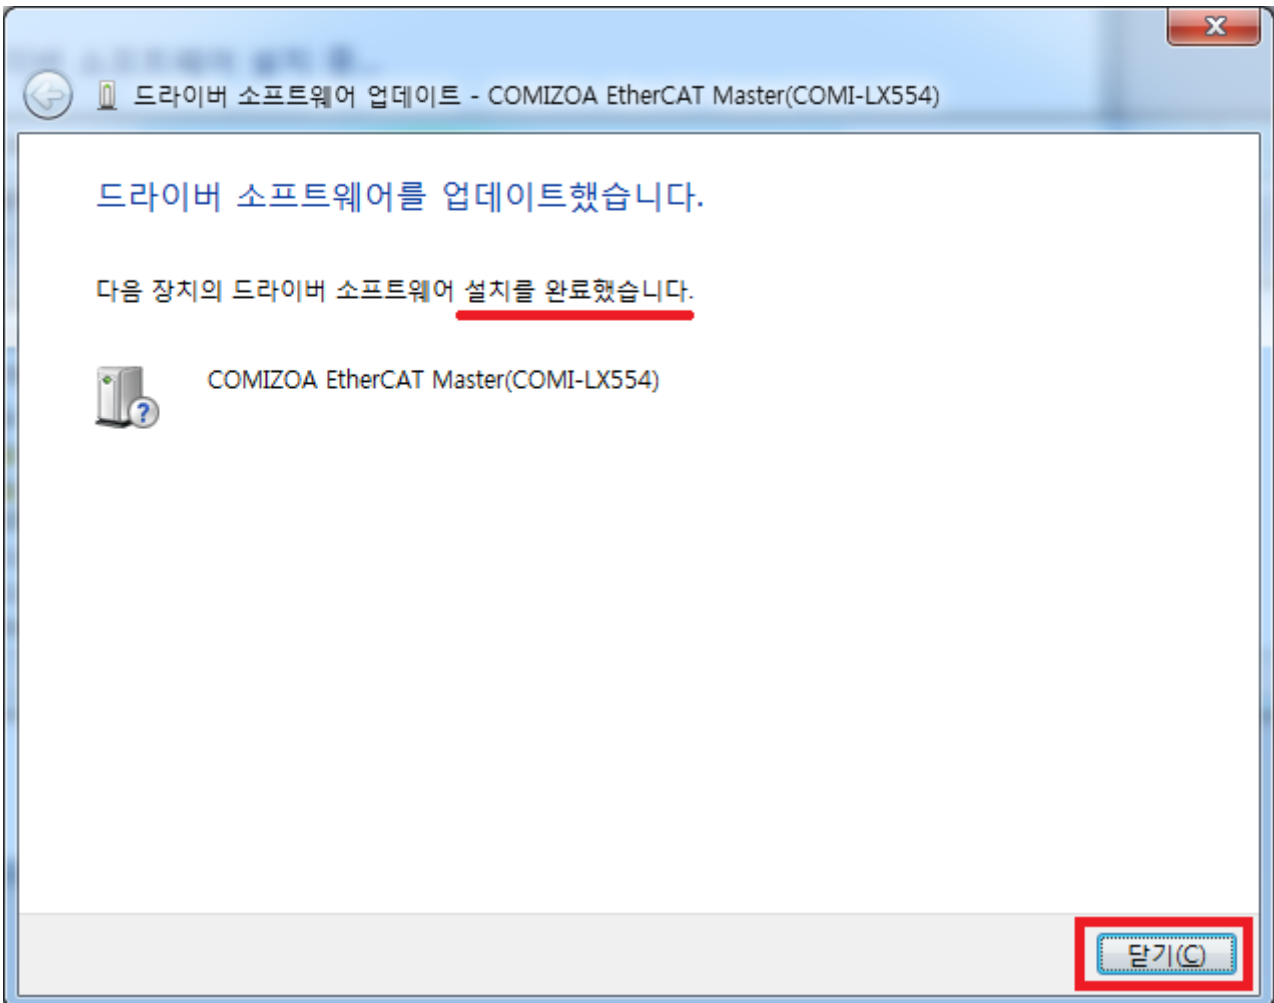 드라이버 소프트웨어 업데이트 - COMIZOA EtherCAT Master(COMI-LX554)
드라이버 소프트웨어를 업데이트했습니다.
다음 장치의 드라이버 소프트웨어 설치를 완료했습니다.
COMIZOA EtherCAT Master(COMI-LX554)
닫기(C)